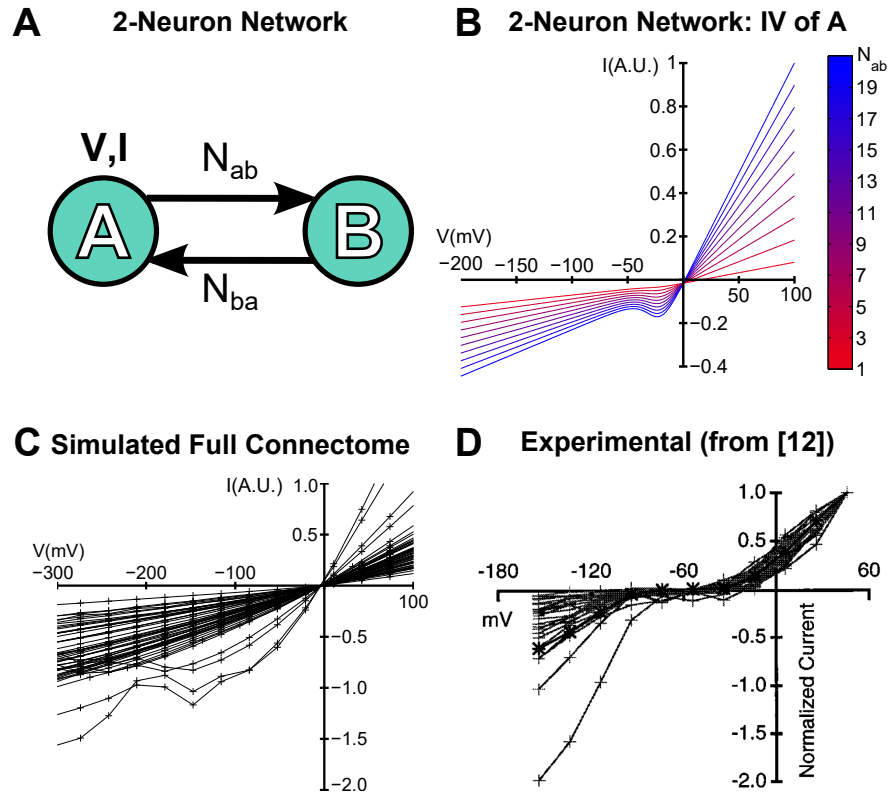 A 2-Neuron Network
V,I
N_ab
A
B
N_ba
B 2-Neuron Network: IV of A
I(A.U.)
1
0.8
0.6
0.4
0.2
V(mV)
−200 −150 −100 −50
50 100
−0.2
−0.4
N_ab
19
17
15
13
11
9
7
5
3
1
C Simulated Full Connectome
I(A.U.)
1.0
0.5
V(mV)
−300 −200 −100
100
−0.5
−1.0
−1.5
−2.0
D Experimental (from [12])
1.0
0.5
-180 -120 -60 60
mV
-0.5
-1.0
-1.5
-2.0
Normalized Current